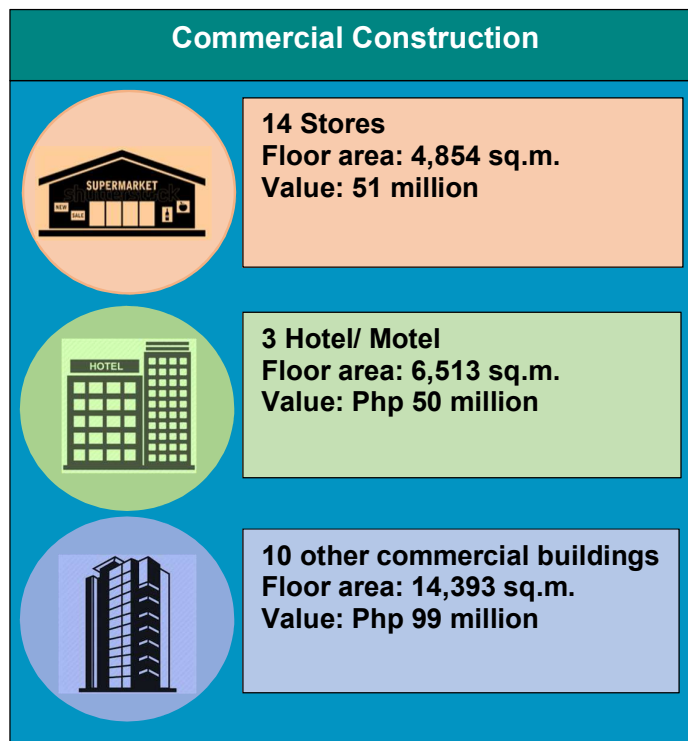 Commercial Construction
SUPERMARKET
shutterstock
NEW
SALE
14 Stores
Floor area: 4,854 sq.m.
Value: 51 million
HOTEL
3 Hotel/ Motel
Floor area: 6,513 sq.m.
Value: Php 50 million
10 other commercial buildings
Floor area: 14,393 sq.m.
Value: Php 99 million